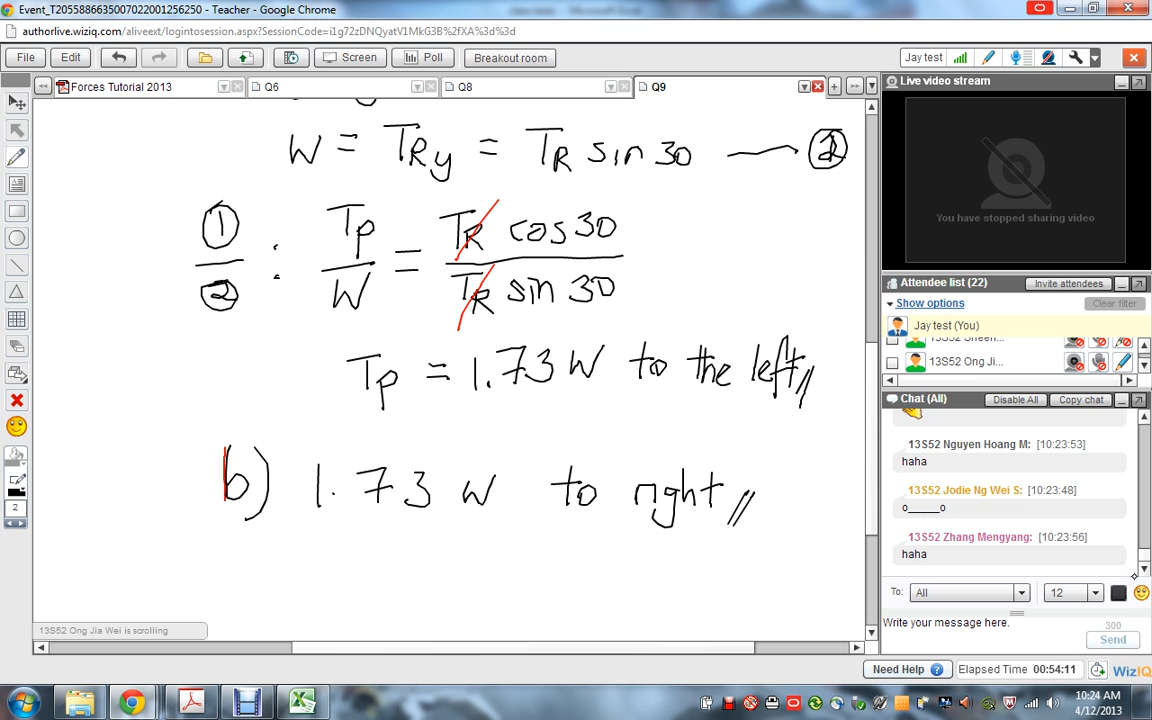 Event_T2055886635007022001256250 - Teacher - Google Chrome
authorlive.wiziq.com/aliveext/logintosession.aspx?SessionCode=i1g72zDNQyatV1MkG3B%2fXA%3d%3d
File Edit Screen Poll Breakout room Jay test
Forces Tutorial 2013 Q6 Q8 Q9
Live video stream
You have stopped sharing video
W = TRy = TR sin 30
① / ② : Tp / W = TR cos30 / TR sin 30
Tp = 1.73 W to the left //
b) 1.73 W to right //
13S52 Ong Jia Wei is scrolling
Attendee list (22) Invite attendees
Show options Clear filter
Jay test (You)
13S52 Ong Ji...
Chat (All) Disable All Copy chat
13S52 Nguyen Hoang M: [10:23:53]
haha
13S52 Jodie Ng Wei S: [10:23:48]
o_____o
13S52 Zhang Mengyang: [10:23:56]
haha
To: All 12
Write your message here. 300
Send
Need Help ? Elapsed Time 00:54:11 WizIQ
2
10:24 AM
4/12/2013